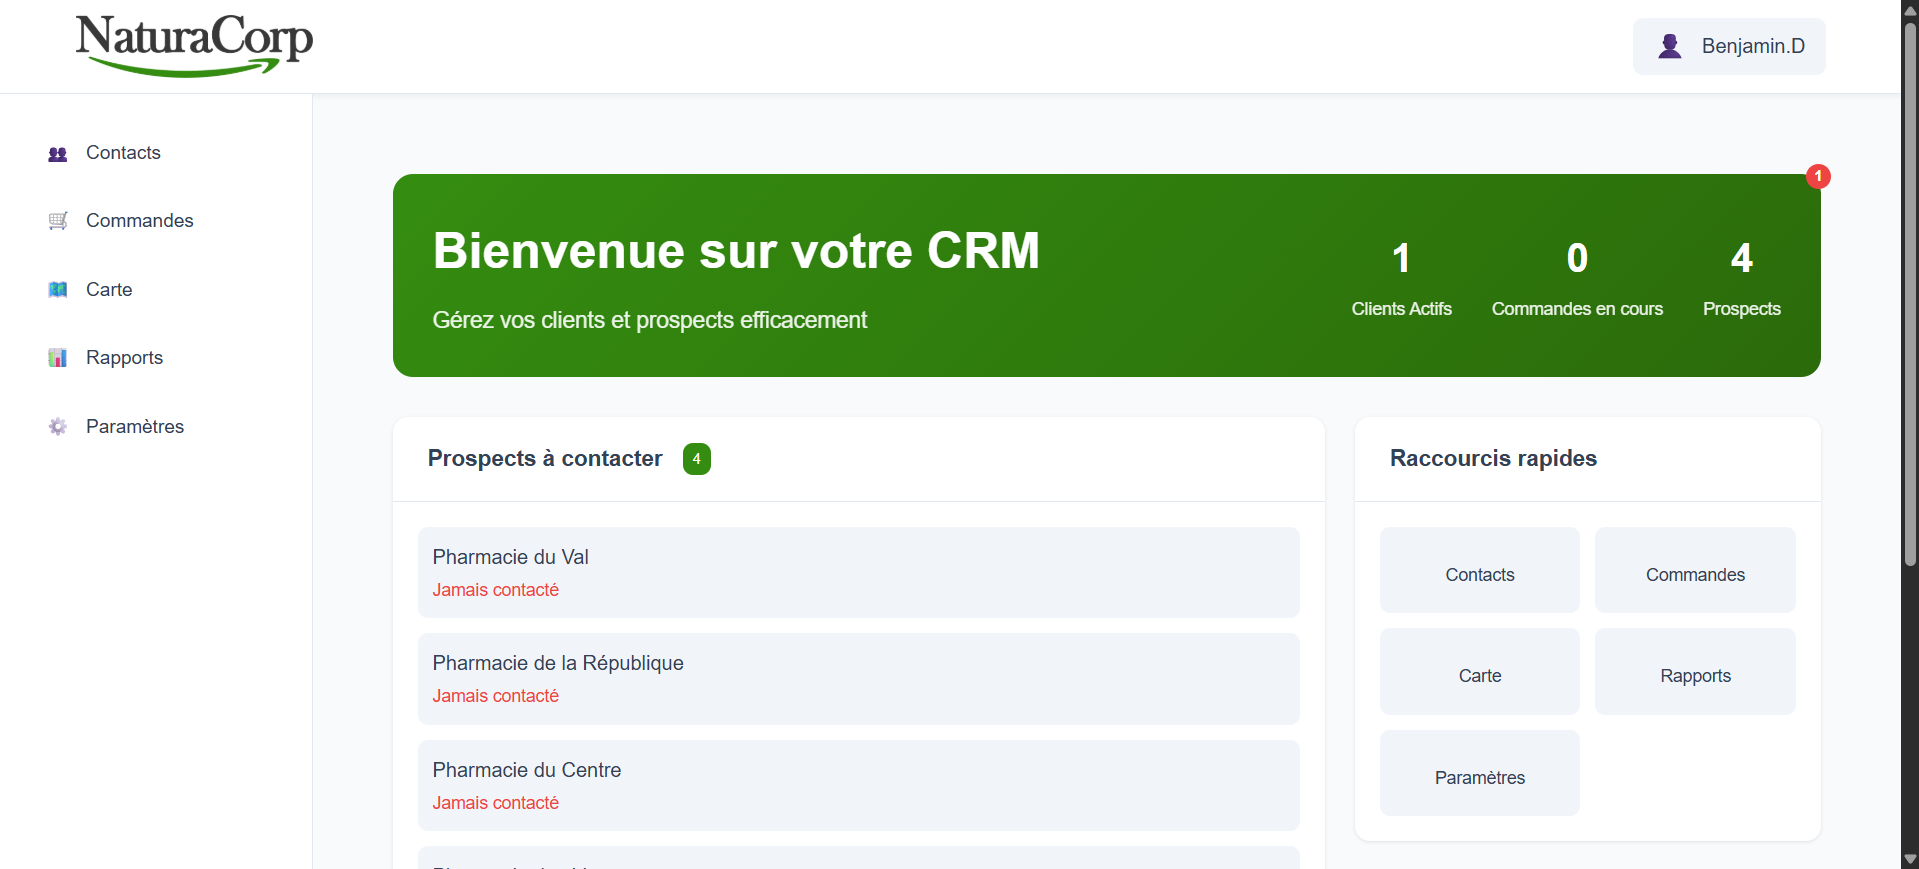 NaturaCorp
Benjamin.D
Contacts
Commandes
Carte
Rapports
Paramètres
1
Bienvenue sur votre CRM
Gérez vos clients et prospects efficacement
1
Clients Actifs
0
Commandes en cours
4
Prospects
Prospects à contacter 4
Pharmacie du Val
Jamais contacté
Pharmacie de la République
Jamais contacté
Pharmacie du Centre
Jamais contacté
Raccourcis rapides
Contacts
Commandes
Carte
Rapports
Paramètres